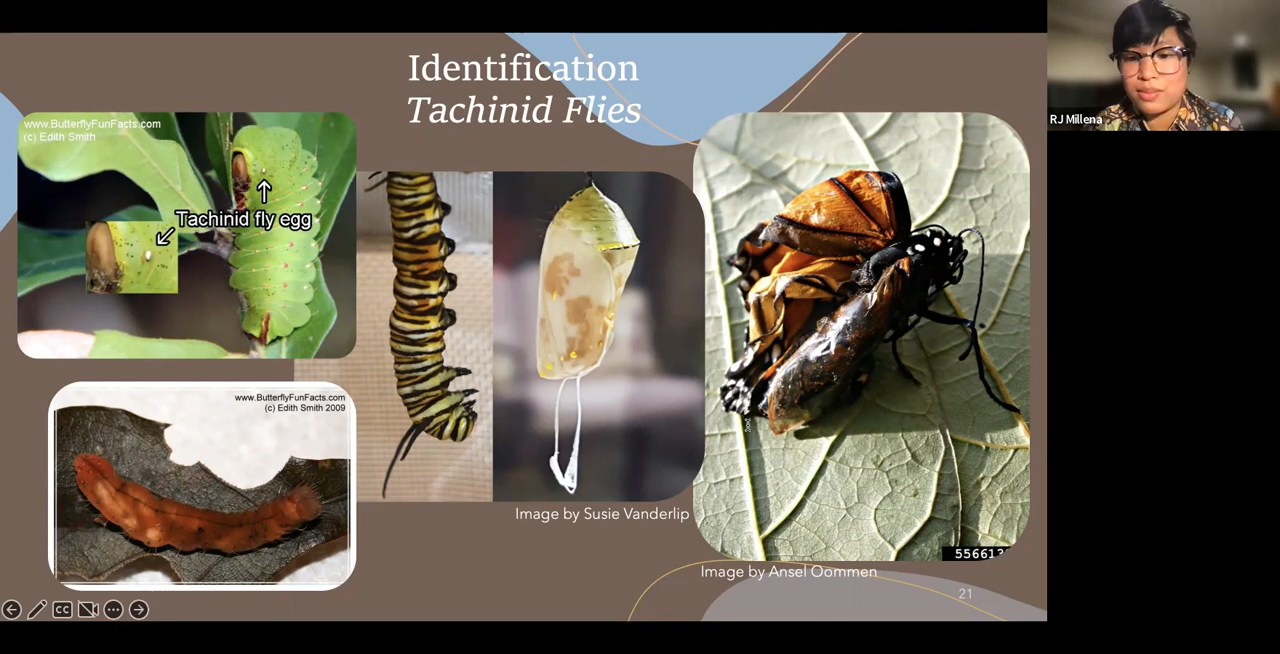 Identification
Tachinid Flies
www.ButterflyFunFacts.com
(c) Edith Smith
Tachinid fly egg
www.ButterflyFunFacts.com
(c) Edith Smith 2009
Image by Susie Vanderlip
Image by Ansel Oommen
21
CC
RJ Millena